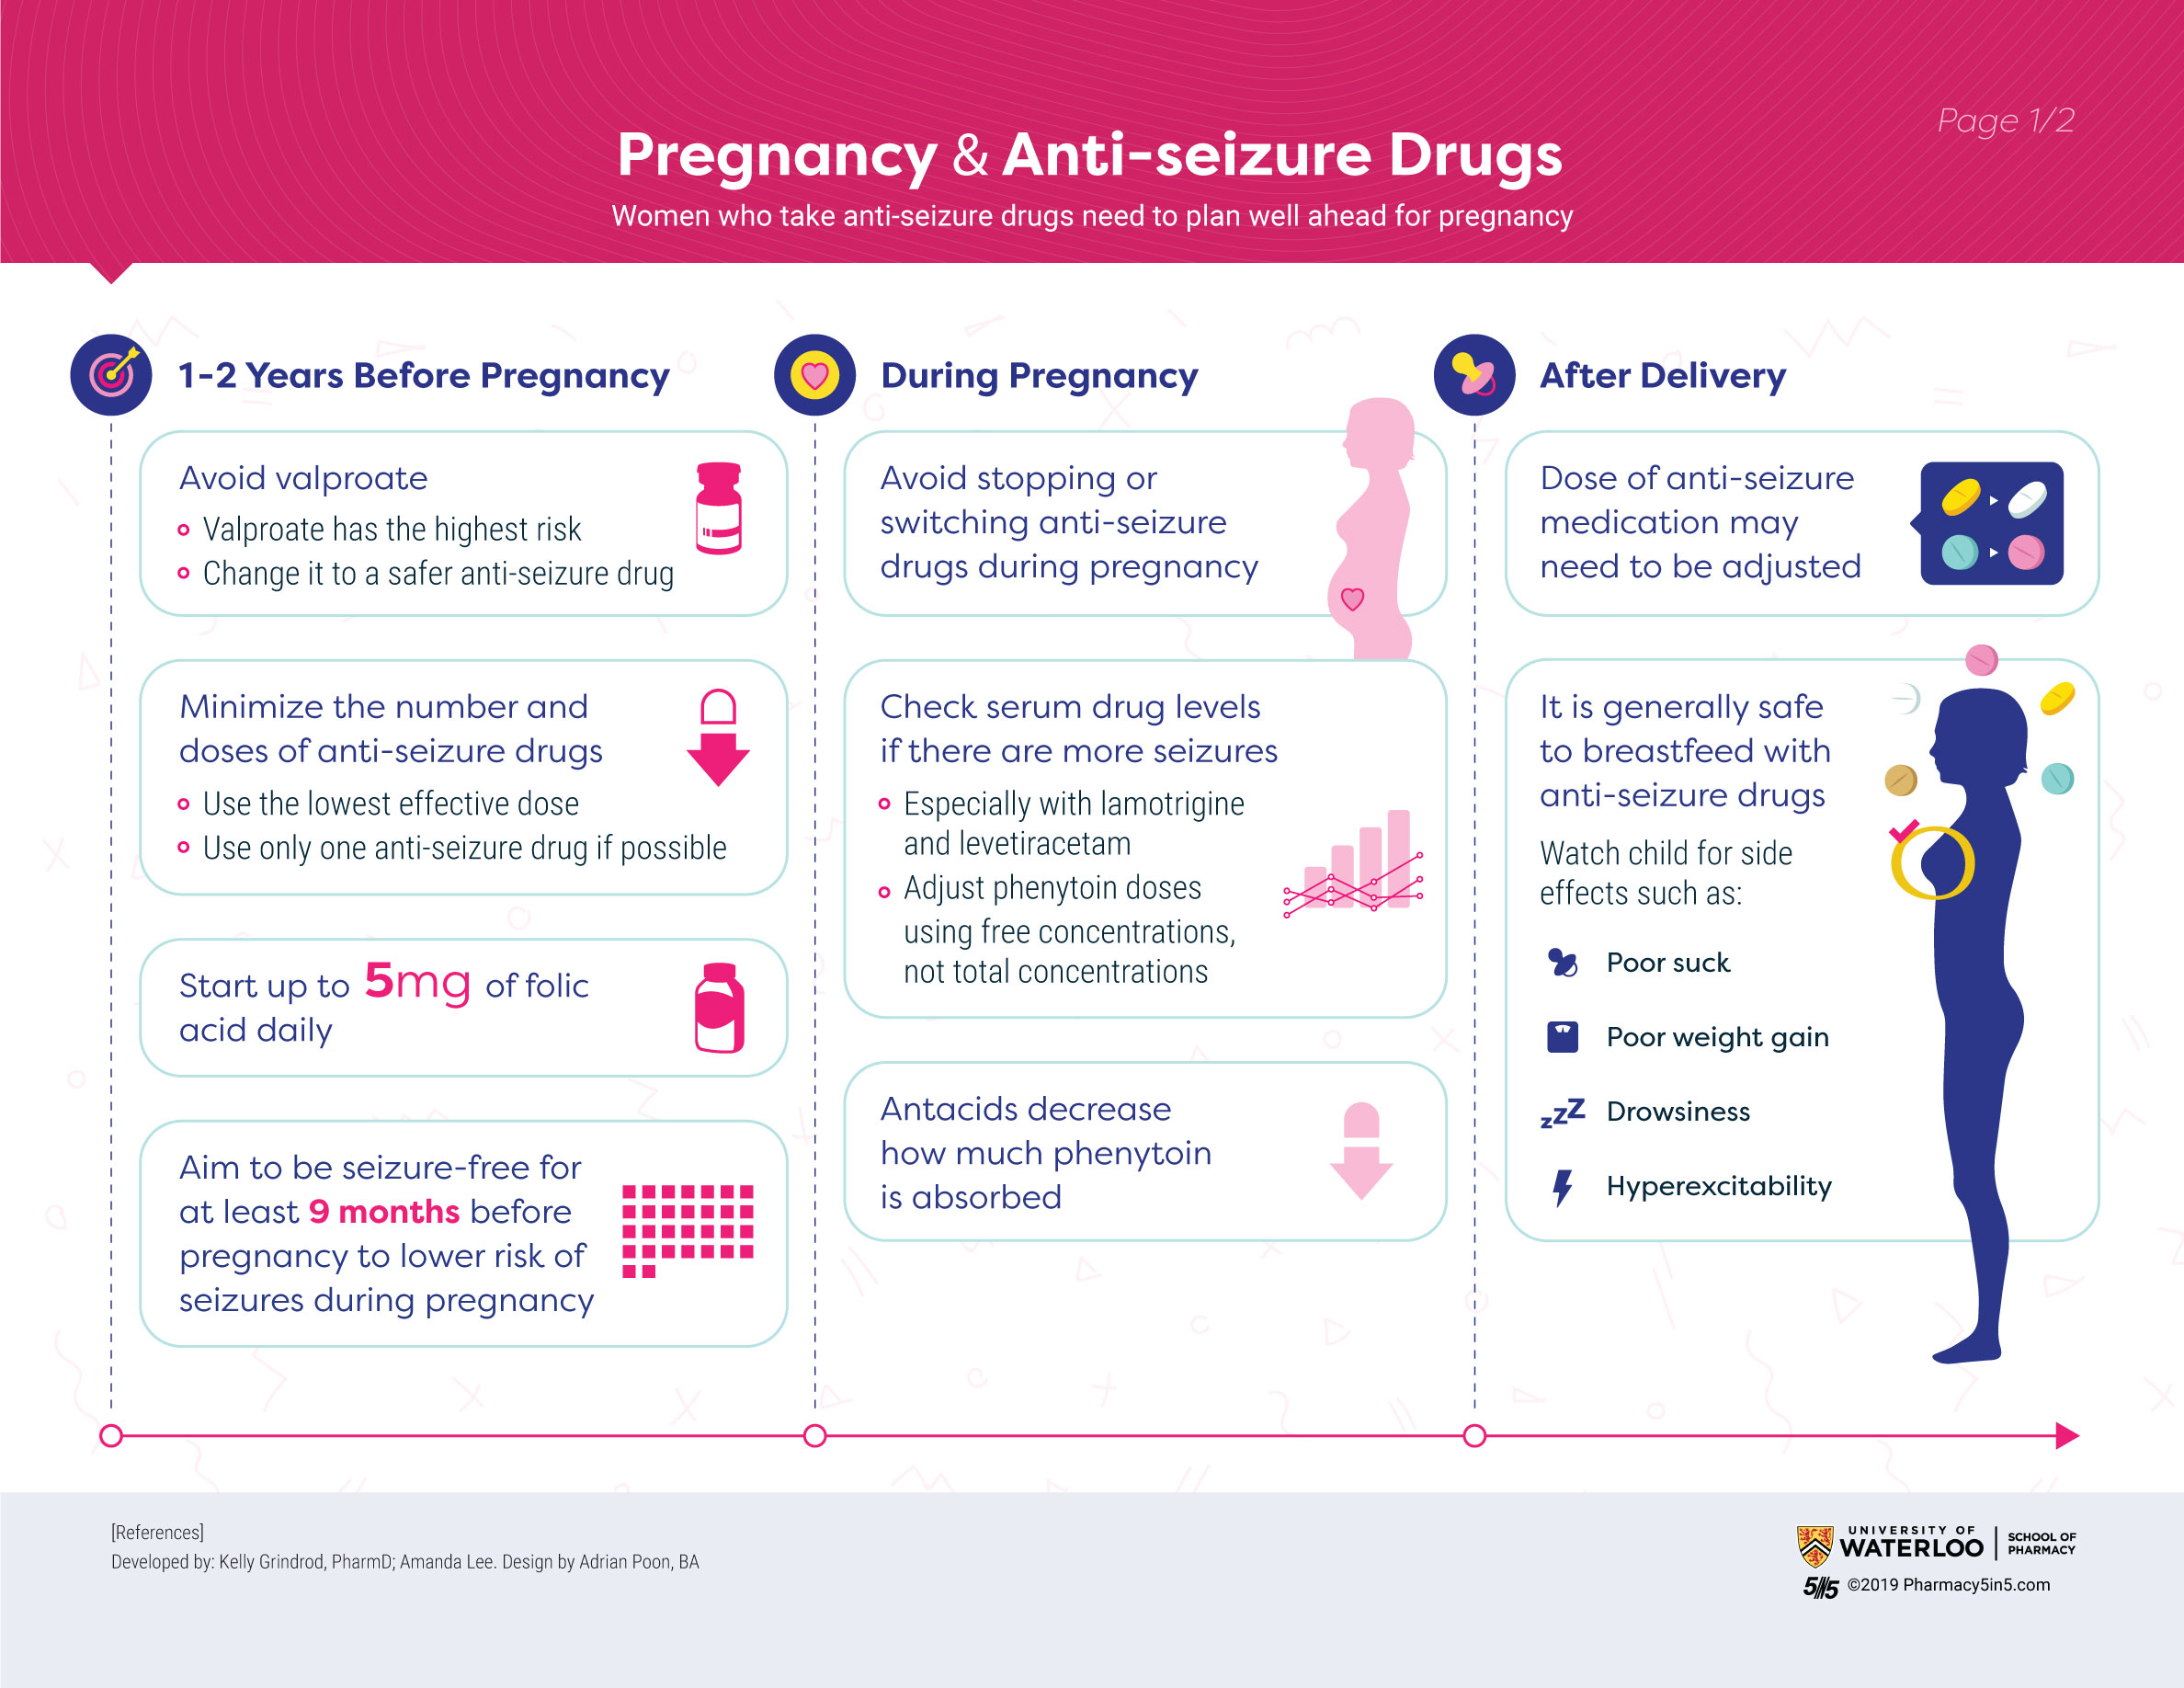 Page 1/2
Pregnancy & Anti-seizure Drugs
Women who take anti-seizure drugs need to plan well ahead for pregnancy
1-2 Years Before Pregnancy
Avoid valproate
Valproate has the highest risk
Change it to a safer anti-seizure drug
Minimize the number and
doses of anti-seizure drugs
Use the lowest effective dose
Use only one anti-seizure drug if possible
Start up to 5mg of folic
acid daily
Aim to be seizure-free for
at least 9 months before
pregnancy to lower risk of
seizures during pregnancy
During Pregnancy
Avoid stopping or
switching anti-seizure
drugs during pregnancy
Check serum drug levels
if there are more seizures
Especially with lamotrigine
and levetiracetam
Adjust phenytoin doses
using free concentrations,
not total concentrations
Antacids decrease
how much phenytoin
is absorbed
After Delivery
Dose of anti-seizure
medication may
need to be adjusted
It is generally safe
to breastfeed with
anti-seizure drugs
Watch child for side
effects such as:
Poor suck
Poor weight gain
zzZ Drowsiness
Hyperexcitability
[References]
Developed by: Kelly Grindrod, PharmD; Amanda Lee. Design by Adrian Poon, BA
UNIVERSITY OF
WATERLOO
SCHOOL OF
PHARMACY
5in5 ©2019 Pharmacy5in5.com